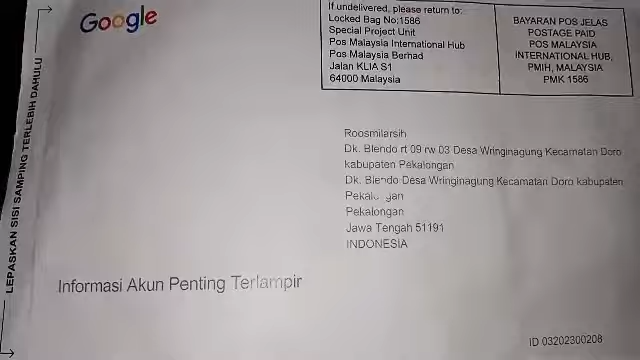 Google
If undelivered, please return to:
Locked Bag No:1586
Special Project Unit
Pos Malaysia International Hub
Pos Malaysia Berhad
Jalan KLIA S1
64000 Malaysia
BAYARAN POS JELAS
POSTAGE PAID
POS MALAYSIA
INTERNATIONAL HUB,
PMIH, MALAYSIA
PMK 1586
LEPASKAN SISI SAMPING TERLEBIH DAHULU
Roosmilarsih
Dk. Blendo rt 09 rw 03 Desa Wringinagung Kecamatan Doro
kabupaten Pekalongan
Dk. Blendo Desa Wringinagung Kecamatan Doro kabupaten
Pekalongan
Pekalongan
Jawa Tengah 51191
INDONESIA
Informasi Akun Penting Terlampir
ID 03202300208